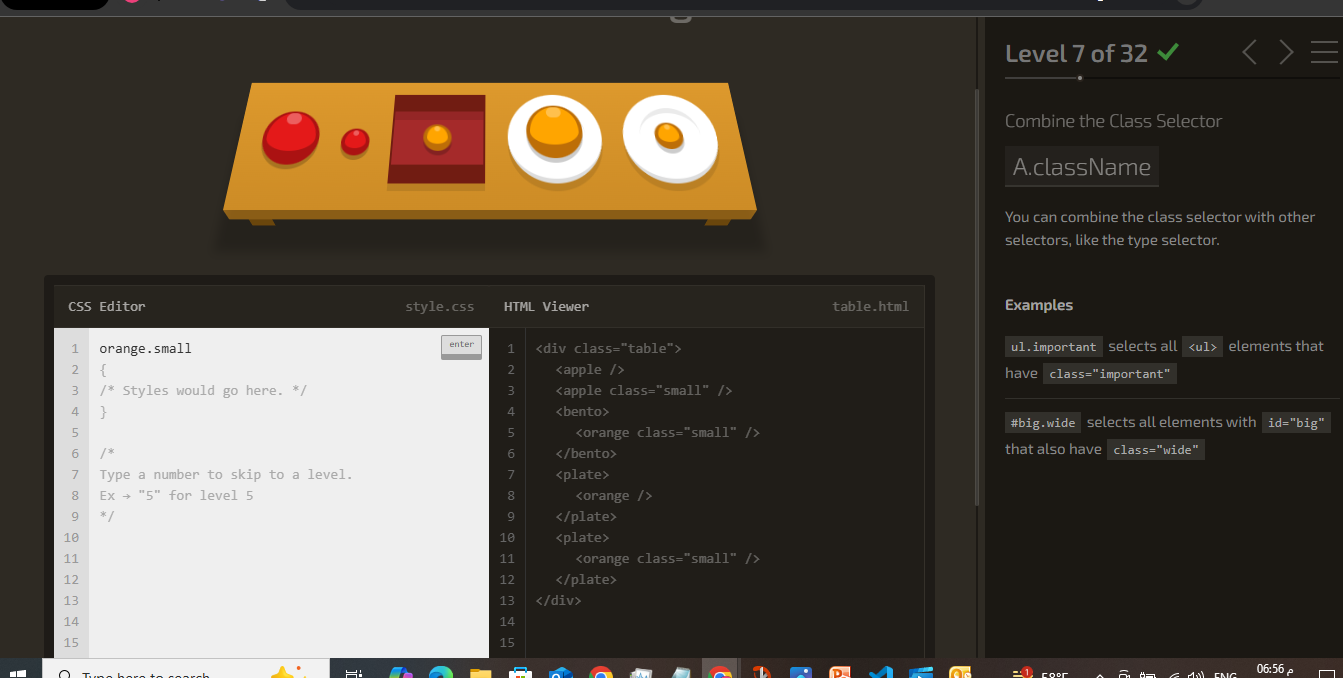 Level 7 of 32
Combine the Class Selector
A.className
You can combine the class selector with other
selectors, like the type selector.
Examples
ul.important selects all <ul> elements that
have class="important"
#big.wide selects all elements with id="big"
that also have class="wide"
CSS Editor
style.css
1 orange.small
enter
2 {
3 /* Styles would go here. */
4 }
5
6 /*
7 Type a number to skip to a level.
8 Ex → "5" for level 5
9 */
10
11
12
13
14
15
HTML Viewer
table.html
1 <div class="table">
2 <apple />
3 <apple class="small" />
4 <bento>
5 <orange class="small" />
6 </bento>
7 <plate>
8 <orange />
9 </plate>
10 <plate>
11 <orange class="small" />
12 </plate>
13 </div>
14
15
Type here to search
1
58°F
ENG
06:56 م